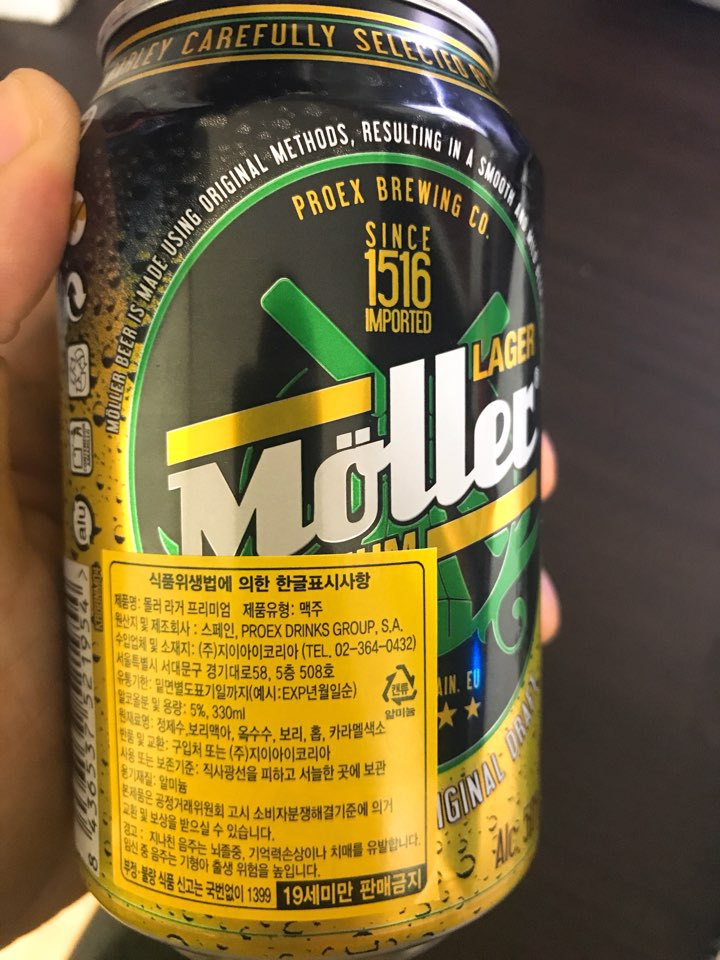 BARLEY CAREFULLY SELECTED
MÖLLER BEER IS MADE USING ORIGINAL METHODS, RESULTING IN A SMOOTH
PROEX BREWING CO.
SINCE
1516
IMPORTED
LAGER
Möller®
식품위생법에 의한 한글표시사항
제품명: 몰러 라거 프리미엄 제품유형: 맥주
원산지 및 제조회사 : 스페인, PROEX DRINKS GROUP, S.A.
수입업체 및 소재지: (주)지이아이코리아 (TEL. 02-364-0432)
서울특별시 서대문구 경기대로58, 5층 508호
유통기한: 밑면별도표기일까지(예시:EXP년월일순)
알코올분 및 용량: 5%, 330ml
원재료명: 정제수,보리맥아, 옥수수, 보리, 홉, 카라멜색소
반품 및 교환: 구입처 또는 (주)지이아이코리아
사용 또는 보존기준: 직사광선을 피하고 서늘한 곳에 보관
용기재질: 알미늄
본제품은 공정거래위원회 고시 소비자분쟁해결기준에 의거
교환 및 보상을 받으실 수 있습니다.
경고 : 지나친 음주는 뇌졸중, 기억력손상이나 치매를 유발합니다.
임신 중 음주는 기형아 출생 위험을 높입니다.
부정·불량 식품 신고는 국번없이 1399 19세미만 판매금지
캔류
알미늄
AIN. EU
IGINAL DRAF
Alc. 5
alu
8 436537 521954 >